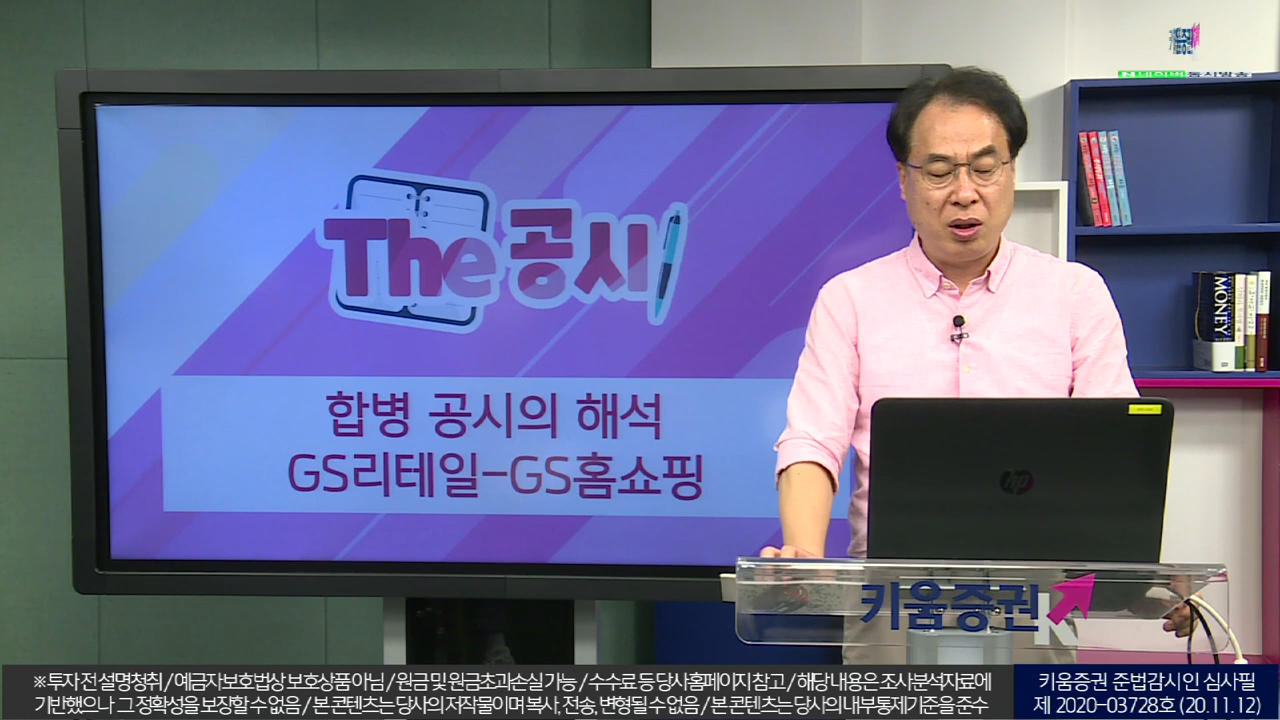 The 공시
합병 공시의 해석
GS리테일-GS홈쇼핑
MONEY
hp
키움증권
※ 투자 전 설명청취 / 예금자보호법상 보호상품 아님 / 원금 및 원금초과손실 가능 / 수수료 등 당사홈페이지 참고 / 해당 내용은 조사분석자료에
기반했으나 그 정확성을 보장할 수 없음 / 본 콘텐츠는 당사의 저작물이며 복사, 전송, 변형될 수 없음 / 본 콘텐츠는 당사의 내부통제기준을 준수
키움증권 준법감시인 심사필
제 2020-03728호 (20.11.12)